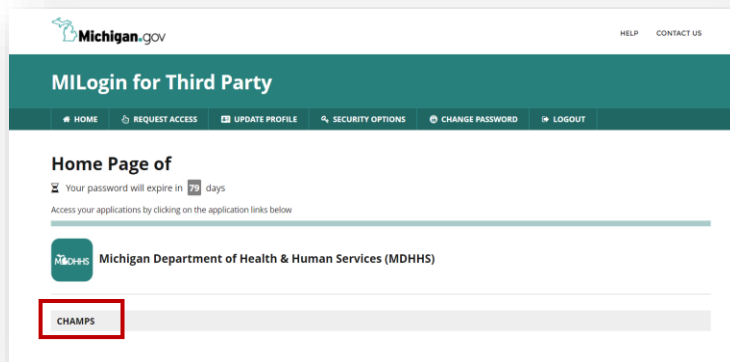 Michigan.gov
HELP CONTACT US
MILogin for Third Party
HOME REQUEST ACCESS UPDATE PROFILE SECURITY OPTIONS CHANGE PASSWORD LOGOUT
Home Page of
Your password will expire in 79 days
Access your applications by clicking on the application links below
MDHHS Michigan Department of Health & Human Services (MDHHS)
CHAMPS